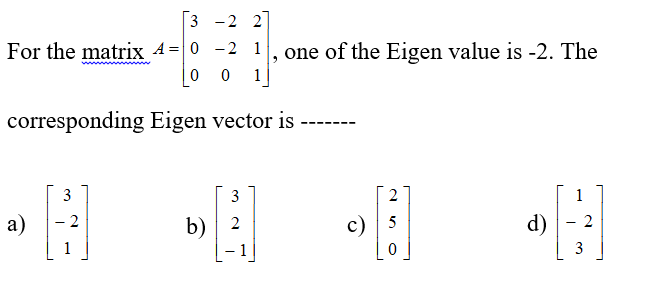 For the matrix A = [3 -2 2
0 -2 1
0 0 1], one of the Eigen value is -2. The
corresponding Eigen vector is -------
a) [3 b) [3 c) [2 d) [1
-2 2 5 -2
1] -1] 0] 3]